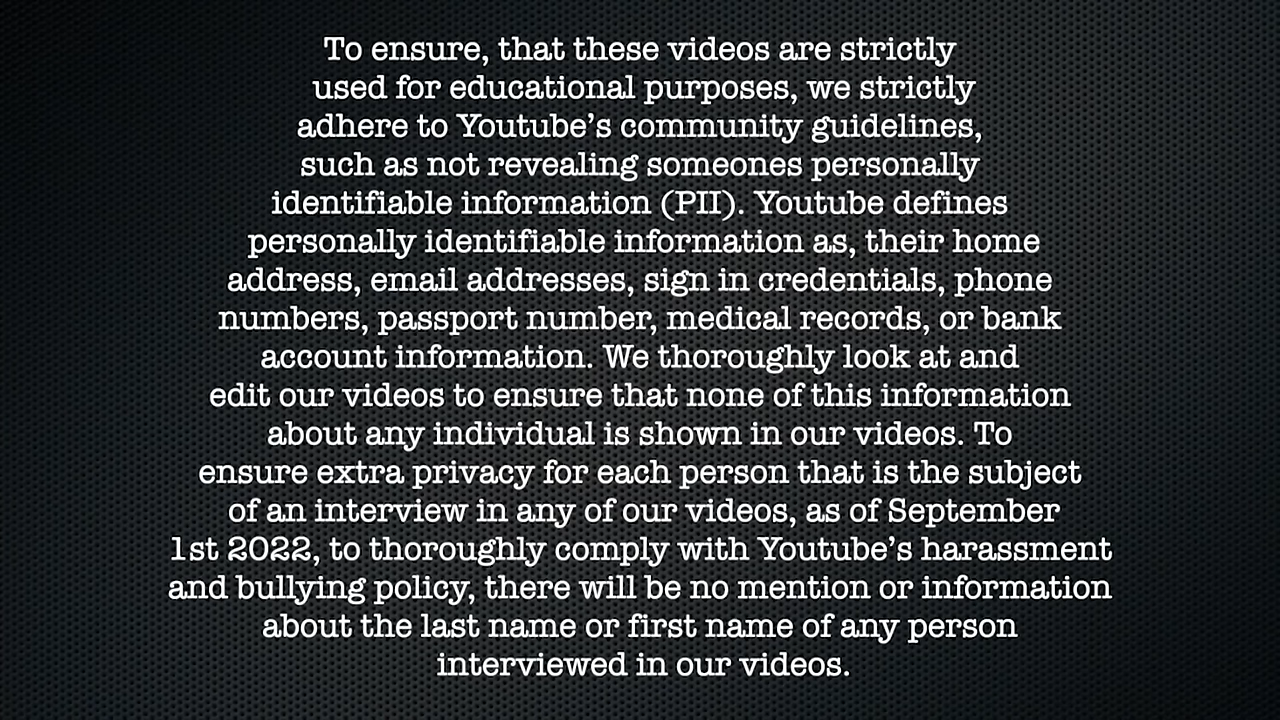 To ensure, that these videos are strictly
used for educational purposes, we strictly
adhere to Youtube’s community guidelines,
such as not revealing someones personally
identifiable information (PII). Youtube defines
personally identifiable information as, their home
address, email addresses, sign in credentials, phone
numbers, passport number, medical records, or bank
account information. We thoroughly look at and
edit our videos to ensure that none of this information
about any individual is shown in our videos. To
ensure extra privacy for each person that is the subject
of an interview in any of our videos, as of September
1st 2022, to thoroughly comply with Youtube’s harassment
and bullying policy, there will be no mention or information
about the last name or first name of any person
interviewed in our videos.